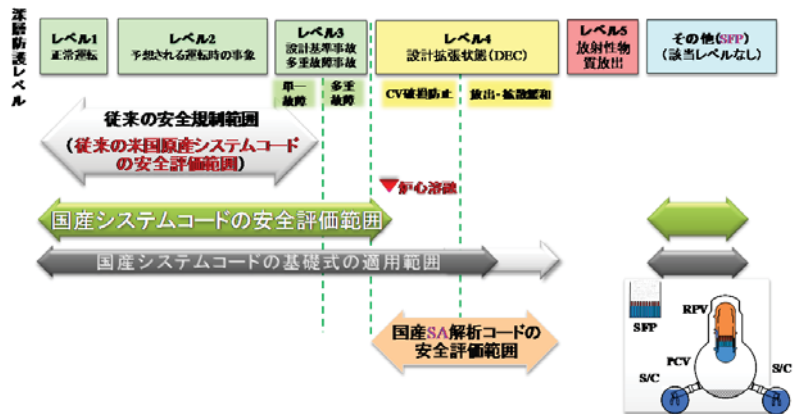 深層防護レベル
レベル1
正常運転
レベル2
予想される運転時の事象
レベル3
設計基準事故
多重故障事故
レベル4
設計拡張状態(DEC)
レベル5
放射性物
質放出
その他(SFP)
(該当レベルなし)
単一
故障
多重
故障
CV破損防止
放出・拡散緩和
従来の安全規制範囲
(従来の米国原産システムコード
の安全評価範囲)
炉心溶融
国産システムコードの安全評価範囲
国産システムコードの基礎式の適用範囲
国産SA解析コードの
安全評価範囲
SFP
RPV
PCV
S/C
S/C